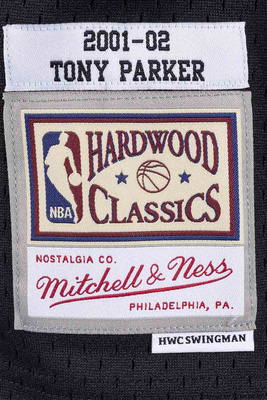 2001-02
TONY PARKER
HARDWOOD
NBA
CLASSICS
NOSTALGIA CO.
Mitchell & Ness
PHILADELPHIA, PA.
HWC SWINGMAN